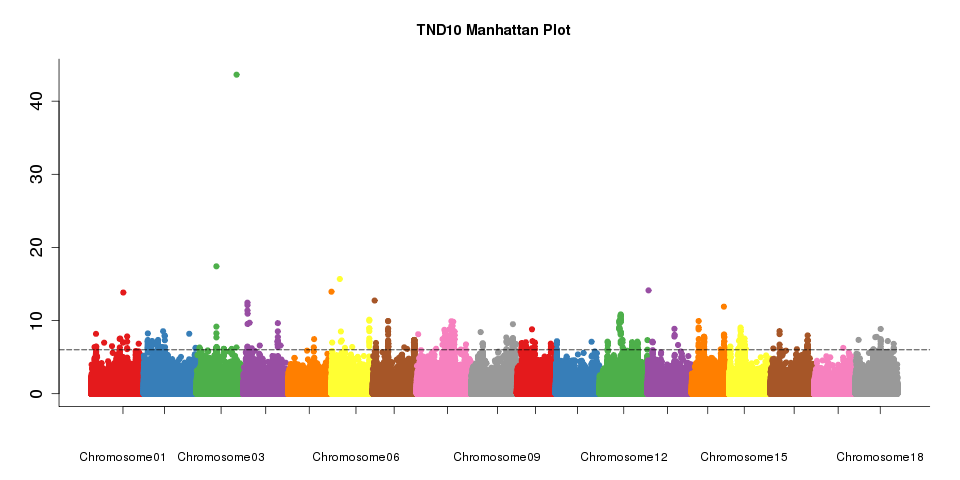 TND10 Manhattan Plot
40
30
20
10
0
Chromosome01 Chromosome03 Chromosome06 Chromosome09 Chromosome12 Chromosome15 Chromosome18